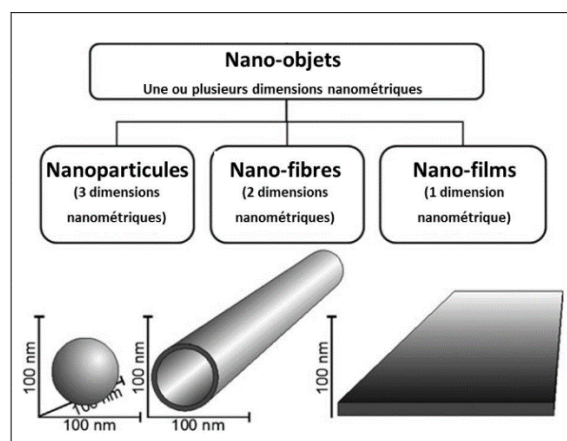 Nano-objets
Une ou plusieurs dimensions nanométriques
Nanoparticules
(3 dimensions
nanométriques)
Nano-fibres
(2 dimensions
nanométriques)
Nano-films
(1 dimension
nanométrique)
100 nm
100 nm
100 nm
100 nm
100 nm
100 nm